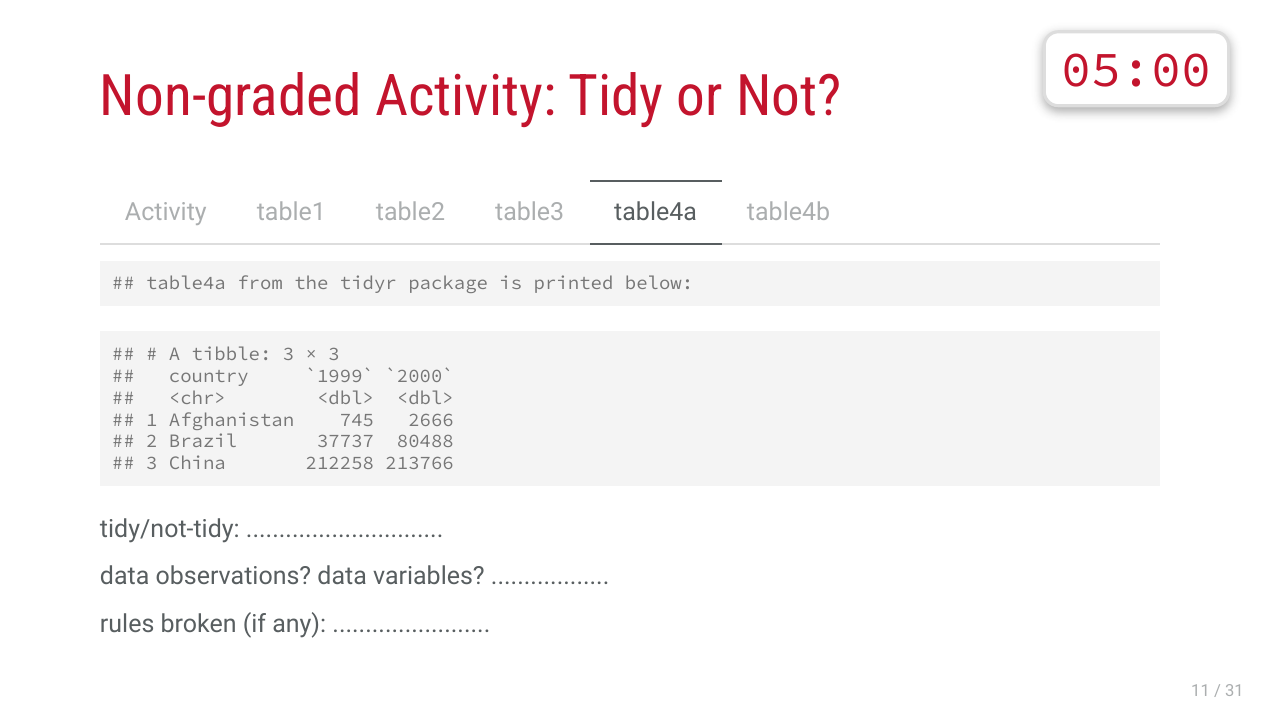 Non-graded Activity: Tidy or Not?
05:00
Activity table1 table2 table3 table4a table4b
## table4a from the tidyr package is printed below:
## # A tibble: 3 × 3
##   country     `1999` `2000`
##   <chr>        <dbl>  <dbl>
## 1 Afghanistan    745   2666
## 2 Brazil       37737  80488
## 3 China       212258 213766
tidy/not-tidy: ..............................
data observations? data variables? ..................
rules broken (if any): ........................
11 / 31